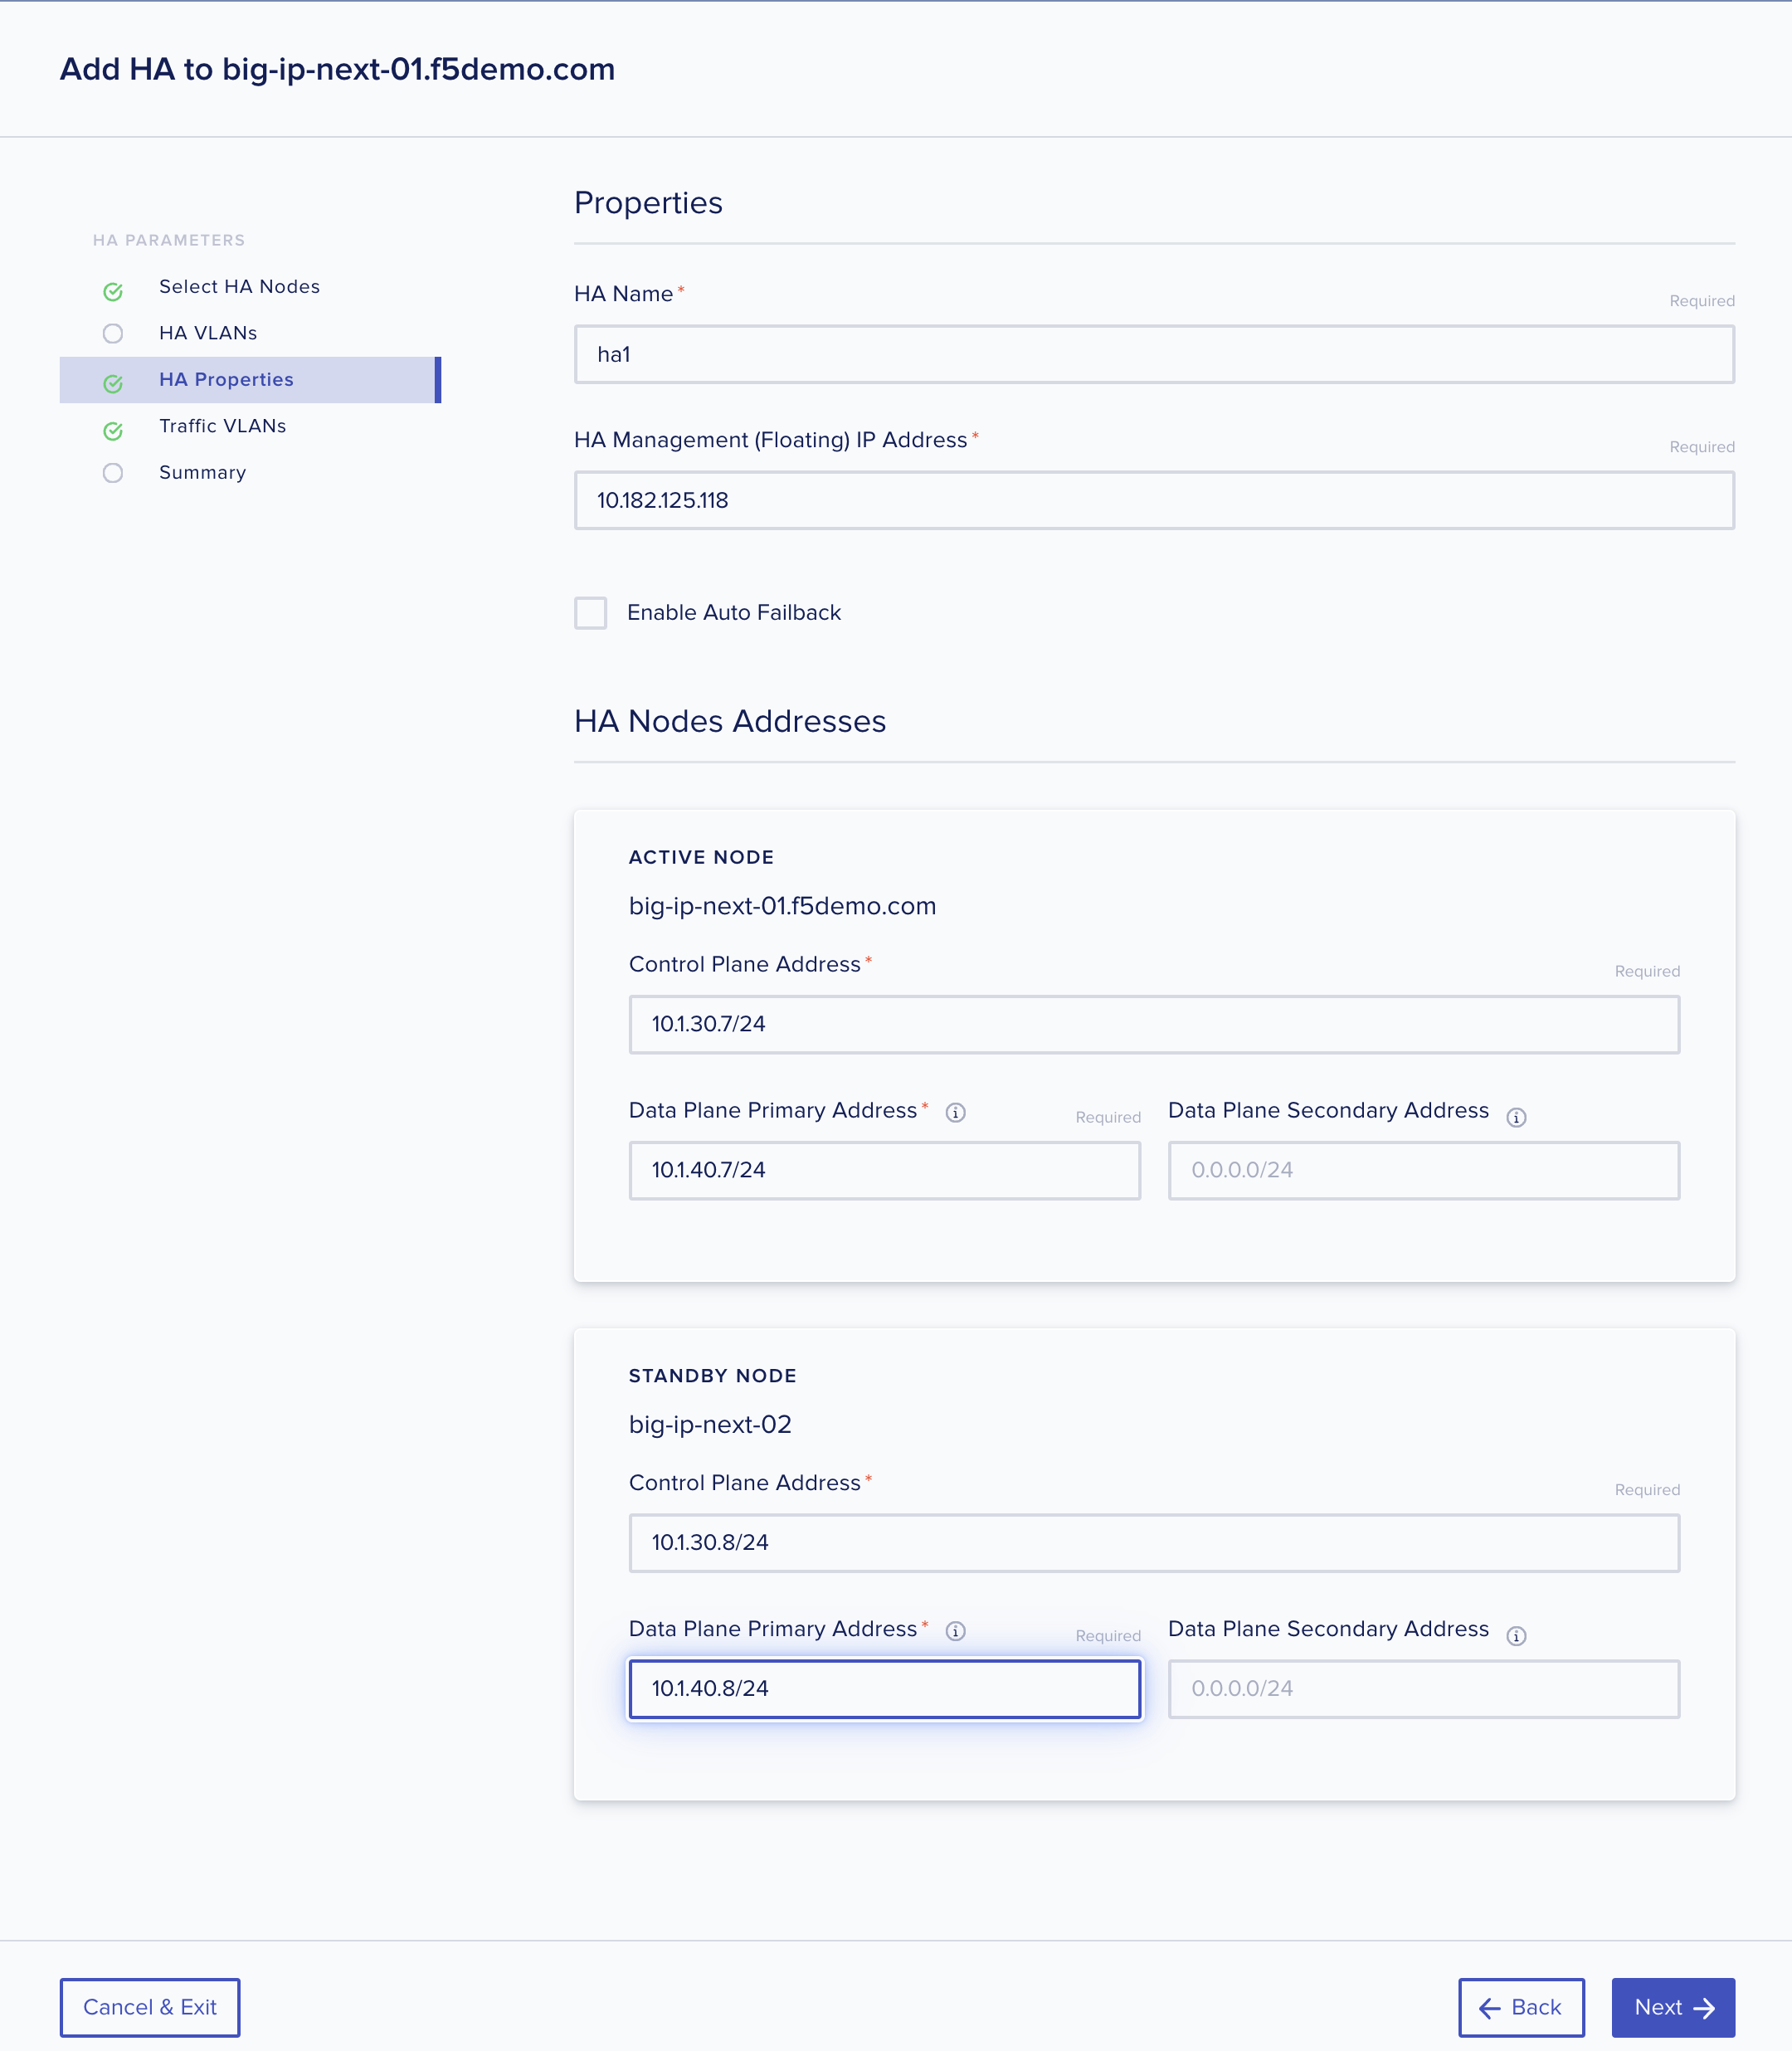 Add HA to big-ip-next-01.f5demo.com
HA PARAMETERS
Select HA Nodes
HA VLANs
HA Properties
Traffic VLANs
Summary
Properties
HA Name*
Required
ha1
HA Management (Floating) IP Address*
Required
10.182.125.118
Enable Auto Failback
HA Nodes Addresses
ACTIVE NODE
big-ip-next-01.f5demo.com
Control Plane Address*
Required
10.1.30.7/24
Data Plane Primary Address*
Required
10.1.40.7/24
Data Plane Secondary Address
0.0.0.0/24
STANDBY NODE
big-ip-next-02
Control Plane Address*
Required
10.1.30.8/24
Data Plane Primary Address*
Required
10.1.40.8/24
Data Plane Secondary Address
0.0.0.0/24
Cancel & Exit
Back
Next